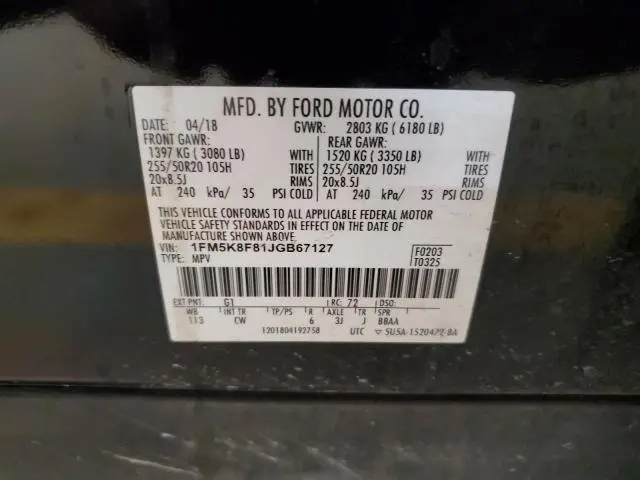 MFD. BY FORD MOTOR CO.
DATE: 04/18 GVWR: 2803 KG ( 6180 LB)
FRONT GAWR: REAR GAWR:
1397 KG ( 3080 LB) WITH 1520 KG ( 3350 LB) WITH
255/50R20 105H TIRES 255/50R20 105H TIRES
20x8.5J RIMS 20x8.5J RIMS
AT 240 kPa/ 35 PSI COLD AT 240 kPa/ 35 PSI COLD
THIS VEHICLE CONFORMS TO ALL APPLICABLE FEDERAL MOTOR
VEHICLE SAFETY STANDARDS IN EFFECT ON THE DATE OF
MANUFACTURE SHOWN ABOVE.
VIN: 1FM5K8F81JGB67127 F0203
TYPE: MPV T0325
EXT PNT: G1 RC: 72 DSO:
WB INT TR TP/PS R AXLE TR SPR
113 CW 6 3J J BBAA
1201804192758 UTC ▽ 5U5A-1520472-BA